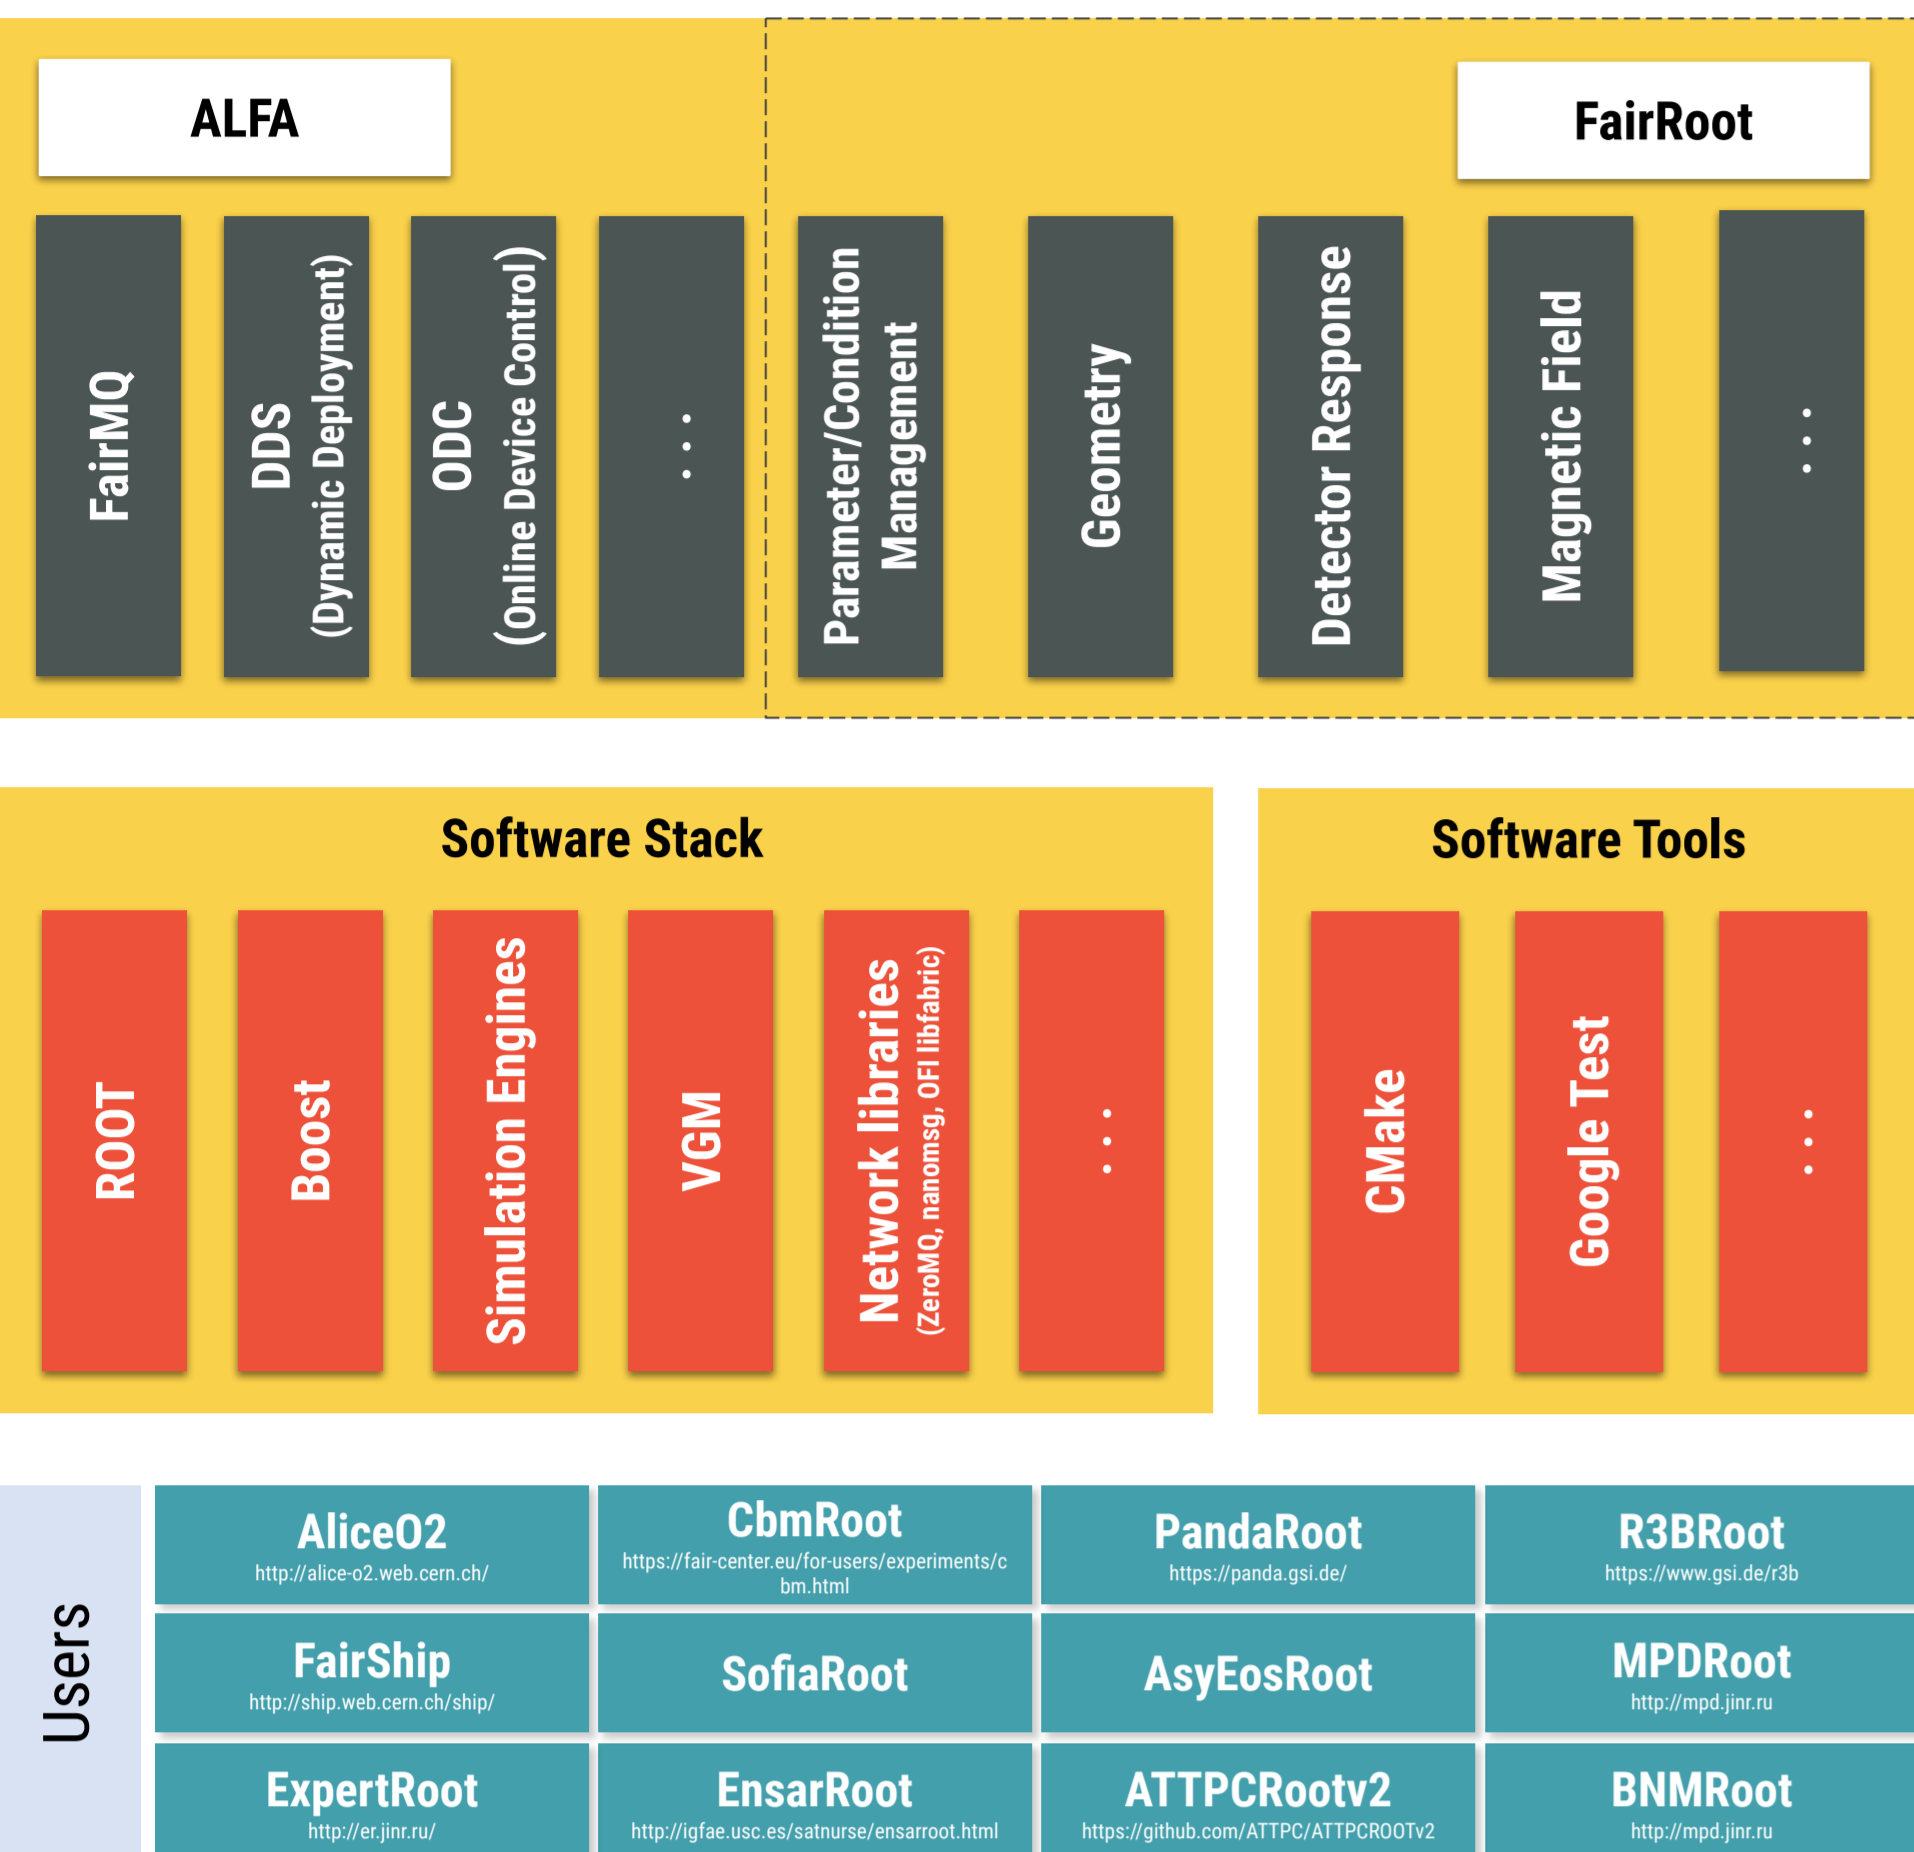 ALFA
FairRoot
FairMQ
DDS
(Dynamic Deployment)
ODC
(Online Device Control)
...
Parameter/Condition
Management
Geometry
Detector Response
Magnetic Field
...
Software Stack
ROOT
Boost
Simulation Engines
VGM
Network libraries
(ZeroMQ, nanomsg, OFI libfabric)
...
Software Tools
CMake
Google Test
...
Users
AliceO2
http://alice-o2.web.cern.ch/
CbmRoot
https://fair-center.eu/for-users/experiments/c
bm.html
PandaRoot
https://panda.gsi.de/
R3BRoot
https://www.gsi.de/r3b
FairShip
http://ship.web.cern.ch/ship/
SofiaRoot
AsyEosRoot
MPDRoot
http://mpd.jinr.ru
ExpertRoot
http://er.jinr.ru/
EnsarRoot
http://igfae.usc.es/satnurse/ensarroot.html
ATTPCRootv2
https://github.com/ATTPC/ATTPCROOTv2
BNMRoot
http://mpd.jinr.ru